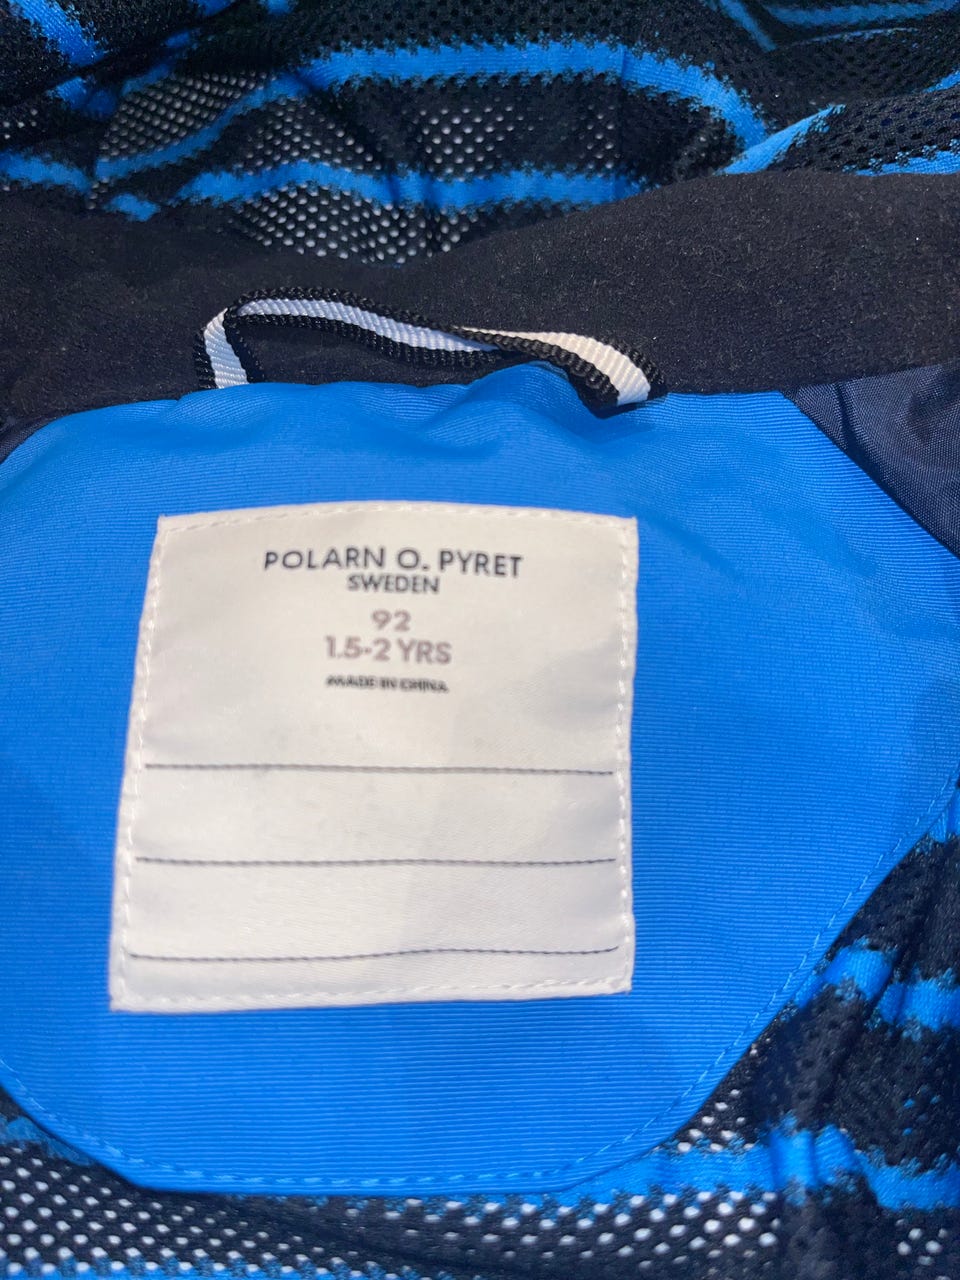 POLARN O. PYRET
SWEDEN
92
1.5-2 YRS
MADE IN CHINA